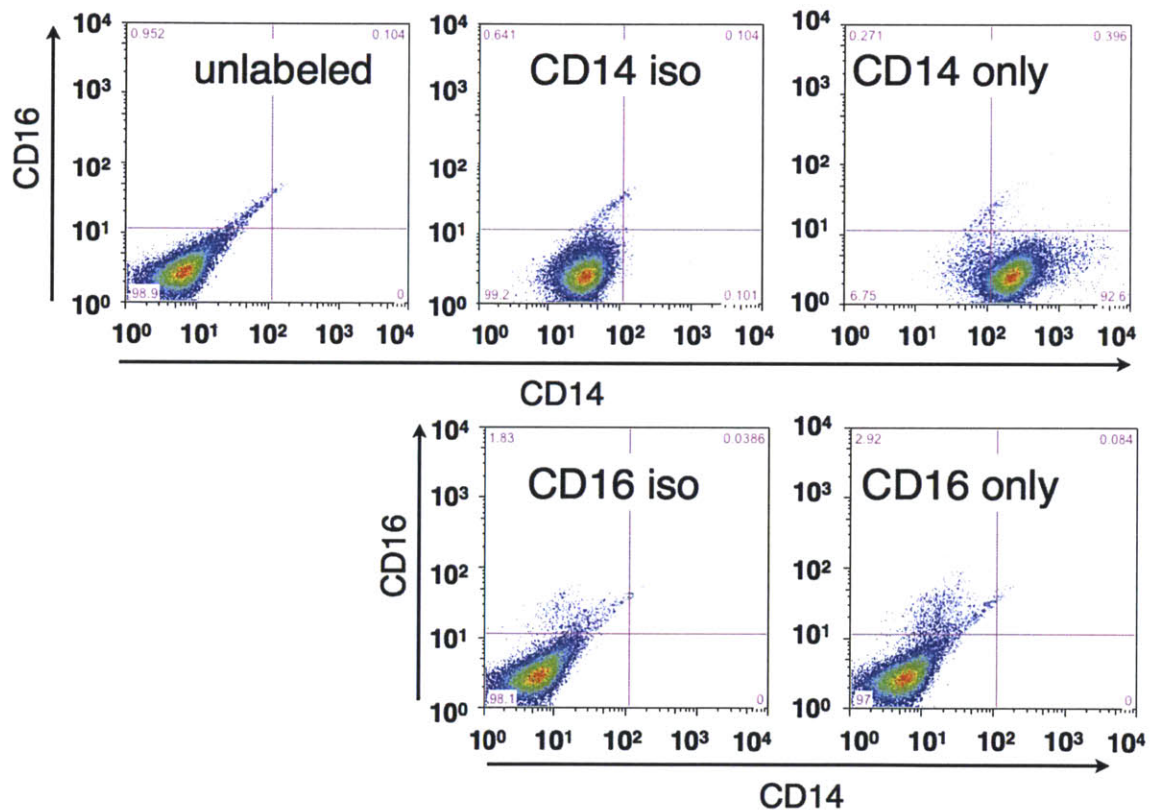 10⁴ 0.952 0.104 unlabeled
10³
10²
10¹
10⁰ 98.9 0
10⁰ 10¹ 10² 10³ 10⁴
CD16
10⁴ 0.641 0.104 CD14 iso
10³
10²
10¹
10⁰ 99.2 0.101
10⁰ 10¹ 10² 10³ 10⁴
10⁴ 0.271 0.396 CD14 only
10³
10²
10¹
10⁰ 6.75 92.6
10⁰ 10¹ 10² 10³ 10⁴
CD14
CD16
10⁴ 1.83 0.0386 CD16 iso
10³
10²
10¹
10⁰ 98.1 0
10⁰ 10¹ 10² 10³ 10⁴
10⁴ 2.92 0.084 CD16 only
10³
10²
10¹
10⁰ 97 0
10⁰ 10¹ 10² 10³ 10⁴
CD14